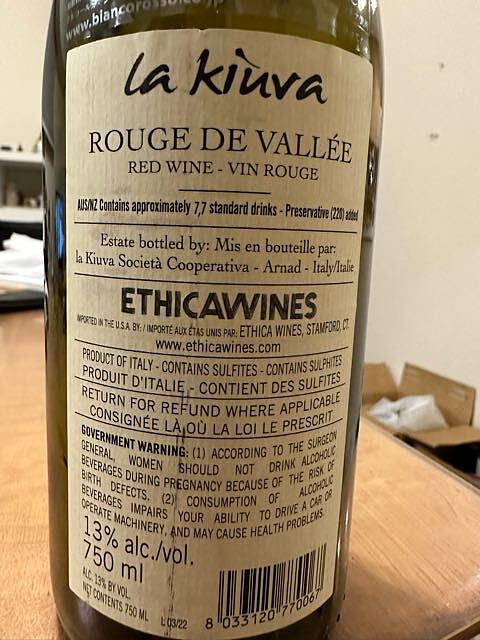 www.biancorosso.co.jp
la kiuva
ROUGE DE VALLÉE
RED WINE - VIN ROUGE
AUS/NZ Contains approximately 7,7 standard drinks - Preservative (220) added
Estate bottled by: Mis en bouteille par:
la Kiuva Società Cooperativa - Arnad - Italy/Italie
ETHICAWINES
IMPORTED IN THE U.S.A. BY: / IMPORTÉ AUX ÉTAS UNIS PAR: ETHICA WINES, STAMFORD, CT.
www.ethicawines.com
PRODUCT OF ITALY - CONTAINS SULFITES - CONTAINS SULPHITES
PRODUIT D'ITALIE - CONTIENT DES SULFITES
RETURN FOR REFUND WHERE APPLICABLE
CONSIGNÉE LÀ OÙ LA LOI LE PRESCRIT
GOVERNMENT WARNING: (1) ACCORDING TO THE SURGEON
GENERAL, WOMEN SHOULD NOT DRINK ALCOHOLIC
BEVERAGES DURING PREGNANCY BECAUSE OF THE RISK OF
BIRTH DEFECTS. (2) CONSUMPTION OF ALCOHOLIC
BEVERAGES IMPAIRS YOUR ABILITY TO DRIVE A CAR OR
OPERATE MACHINERY, AND MAY CAUSE HEALTH PROBLEMS.
13% alc./vol.
750 ml
ALC. 13% BY VOL.
NET CONTENTS 750 ML L 03/22
8 033120 770067